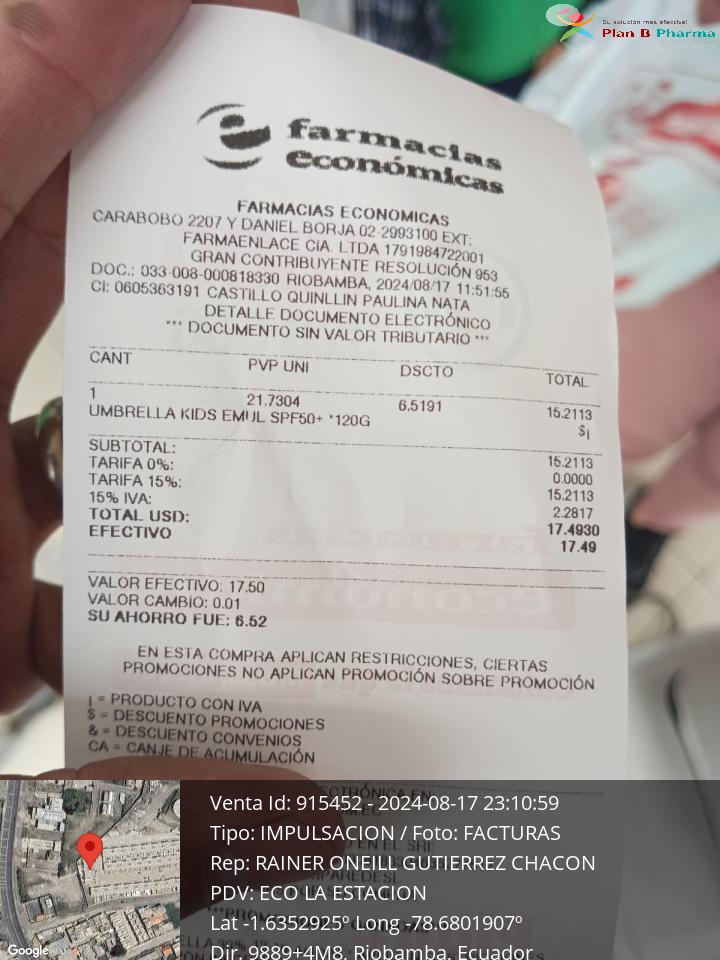 Su solución más efectiva!
Plan B Pharma
farmacias
económicas
FARMACIAS ECONOMICAS
CARABOBO 2207 Y DANIEL BORJA 02-2993100 EXT:
FARMAENLACE CíA. LTDA 1791984722001
GRAN CONTRIBUYENTE RESOLUCIÓN 953
DOC.: 033-008-000818330 RIOBAMBA, 2024/08/17 11:51:55
CI: 0605363191 CASTILLO QUINLLIN PAULINA NATA
DETALLE DOCUMENTO ELECTRÓNICO
*** DOCUMENTO SIN VALOR TRIBUTARIO ***
CANT PVP UNI DSCTO TOTAL
1 21.7304 6.5191 15.2113
UMBRELLA KIDS EMUL SPF50+ *120G $¡
SUBTOTAL: 15.2113
TARIFA 0%: 0.0000
TARIFA 15%: 15.2113
15% IVA: 2.2817
TOTAL USD: 17.4930
EFECTIVO 17.49
VALOR EFECTIVO: 17.50
VALOR CAMBIO: 0.01
SU AHORRO FUE: 6.52
EN ESTA COMPRA APLICAN RESTRICCIONES, CIERTAS
PROMOCIONES NO APLICAN PROMOCIÓN SOBRE PROMOCIÓN
¡ = PRODUCTO CON IVA
$ = DESCUENTO PROMOCIONES
& = DESCUENTO CONVENIOS
CA = CANJE DE ACUMULACIÓN
Venta Id: 915452 - 2024-08-17 23:10:59
Tipo: IMPULSACION / Foto: FACTURAS
Rep: RAINER ONEILL GUTIERREZ CHACON
PDV: ECO LA ESTACION
Lat -1.6352925º Long -78.6801907º
Dir. 9889+4M8, Riobamba, Ecuador
Google